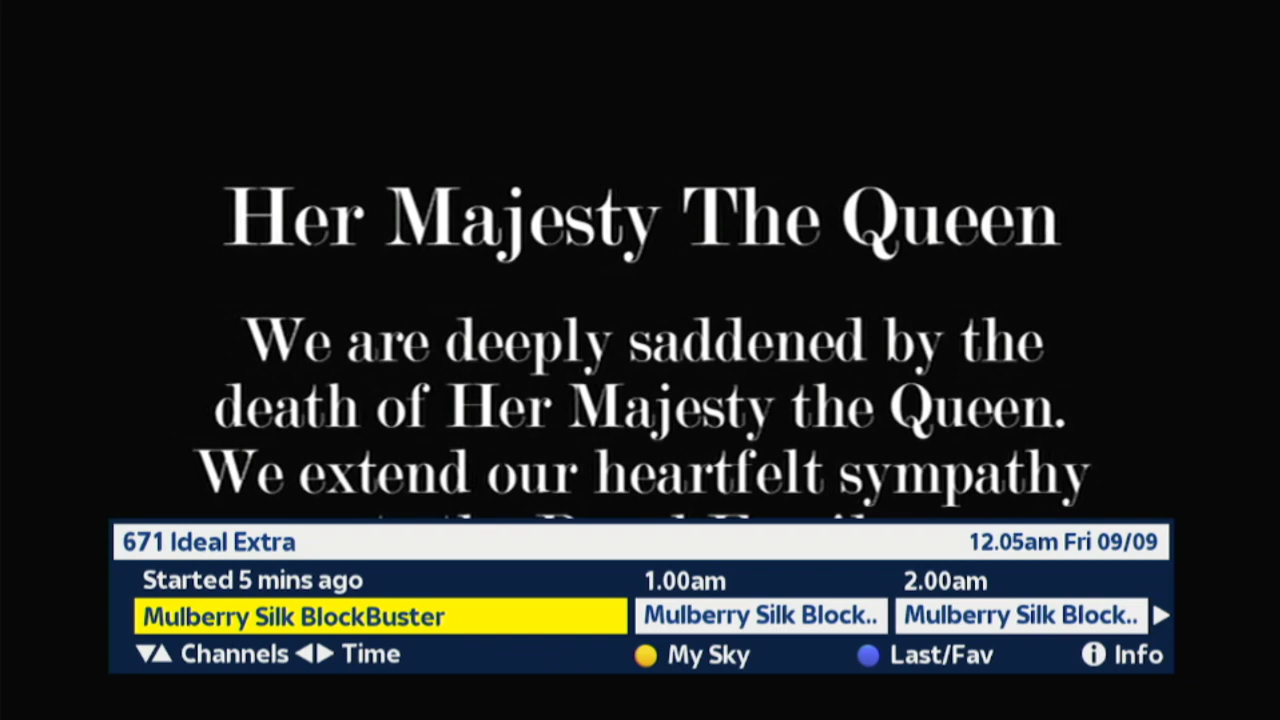 Her Majesty The Queen
We are deeply saddened by the
death of Her Majesty the Queen.
We extend our heartfelt sympathy
671 Ideal Extra 12.05am Fri 09/09
Started 5 mins ago 1.00am 2.00am
Mulberry Silk BlockBuster Mulberry Silk Block.. Mulberry Silk Block..
Channels Time My Sky Last/Fav i Info